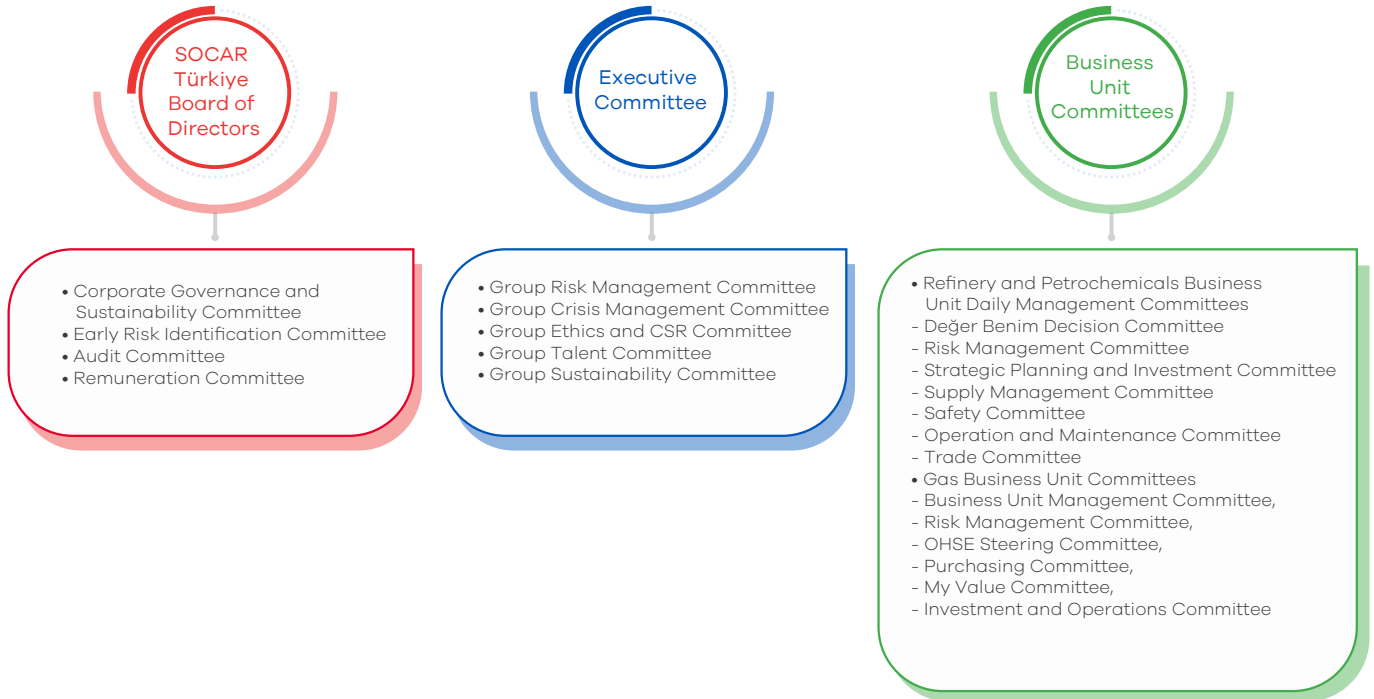 SOCAR
Türkiye
Board of
Directors
• Corporate Governance and
Sustainability Committee
• Early Risk Identification Committee
• Audit Committee
• Remuneration Committee
Executive
Committee
• Group Risk Management Committee
• Group Crisis Management Committee
• Group Ethics and CSR Committee
• Group Talent Committee
• Group Sustainability Committee
Business
Unit
Committees
• Refinery and Petrochemicals Business
Unit Daily Management Committees
- Değer Benim Decision Committee
- Risk Management Committee
- Strategic Planning and Investment Committee
- Supply Management Committee
- Safety Committee
- Operation and Maintenance Committee
- Trade Committee
• Gas Business Unit Committees
- Business Unit Management Committee,
- Risk Management Committee,
- OHSE Steering Committee,
- Purchasing Committee,
- My Value Committee,
- Investment and Operations Committee